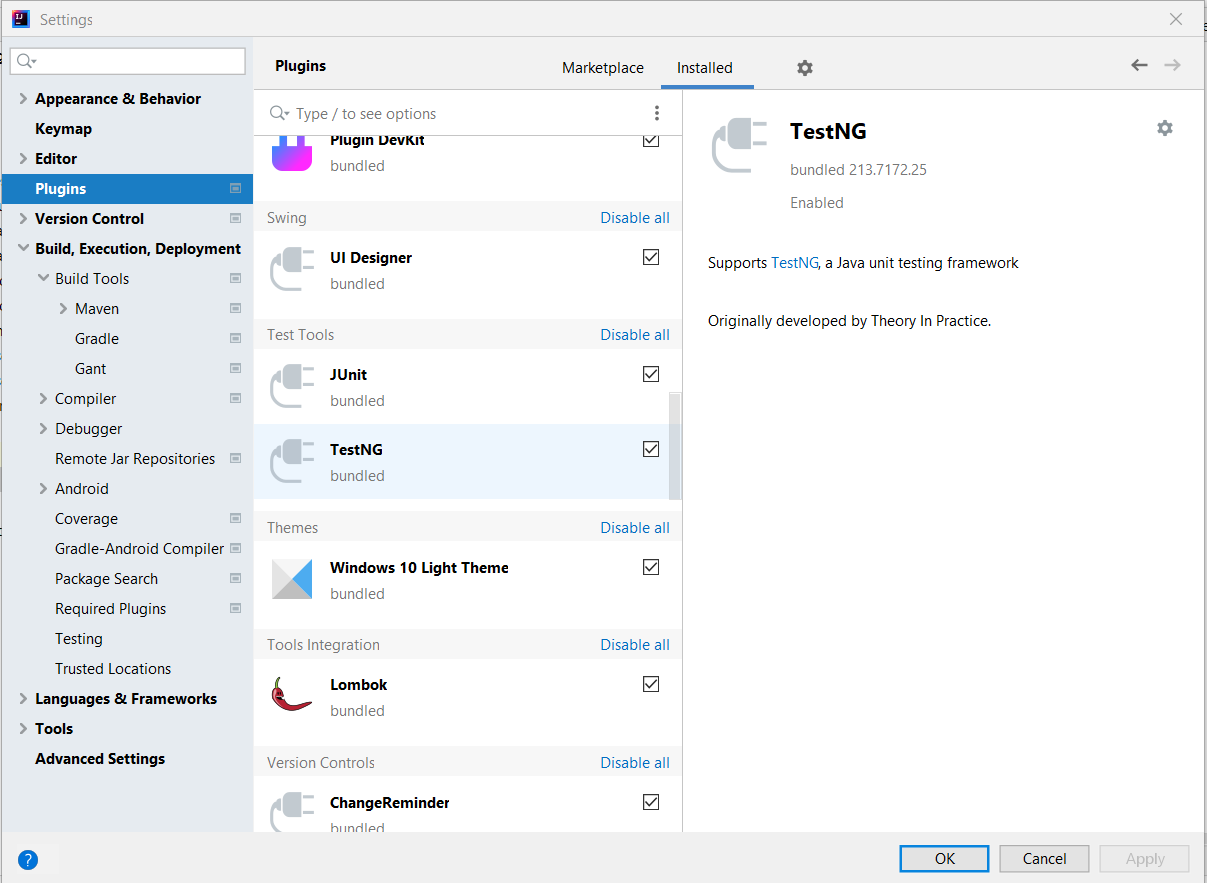 Settings
Plugins
Marketplace
Installed
Appearance & Behavior
Keymap
Editor
Plugins
Version Control
Build, Execution, Deployment
Build Tools
Maven
Gradle
Gant
Compiler
Debugger
Remote Jar Repositories
Android
Coverage
Gradle-Android Compiler
Package Search
Required Plugins
Testing
Trusted Locations
Languages & Frameworks
Tools
Advanced Settings
Type / to see options
Plugin DevKit
bundled
Swing Disable all
UI Designer
bundled
Test Tools Disable all
JUnit
bundled
TestNG
bundled
Themes Disable all
Windows 10 Light Theme
bundled
Tools Integration Disable all
Lombok
bundled
Version Controls Disable all
ChangeReminder
bundled
TestNG
bundled 213.7172.25
Enabled
Supports TestNG, a Java unit testing framework
Originally developed by Theory In Practice.
?
OK
Cancel
Apply